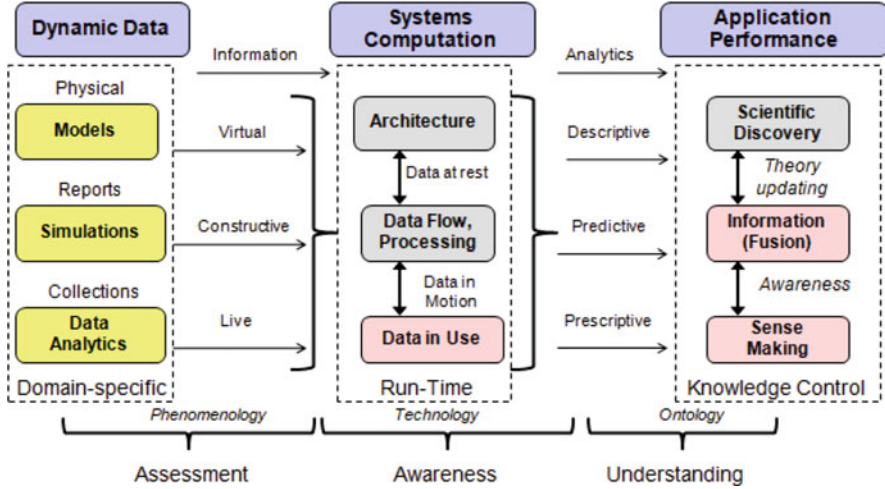 Dynamic Data
Systems
Computation
Application
Performance
Information
Analytics
Physical
Models
Virtual
Architecture
Descriptive
Scientific
Discovery
Data at rest
Theory
updating
Reports
Simulations
Constructive
Data Flow,
Processing
Predictive
Information
(Fusion)
Data in
Motion
Awareness
Collections
Data
Analytics
Live
Data in Use
Prescriptive
Sense
Making
Domain-specific
Run-Time
Knowledge Control
Phenomenology
Technology
Ontology
Assessment
Awareness
Understanding